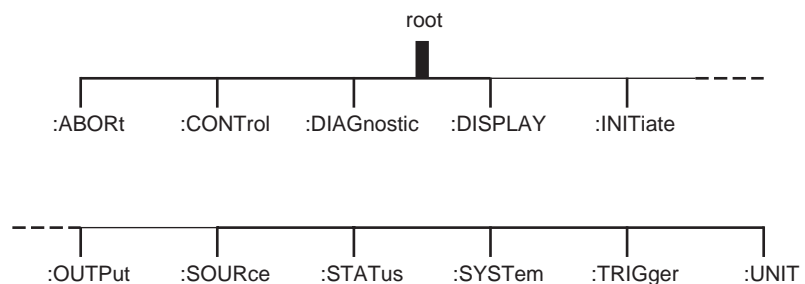 root
:ABORt :CONTrol :DIAGnostic :DISPLAY :INITiate
:OUTPut :SOURce :STATus :SYSTem :TRIGger :UNIT